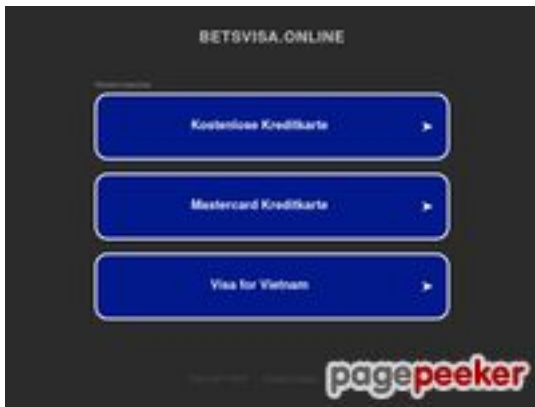 BETSVISA.ONLINE
Kostenlose Kreditkarte
➤
Mastercard Kreditkarte
➤
Visa for Vietnam
➤
pagepeeker